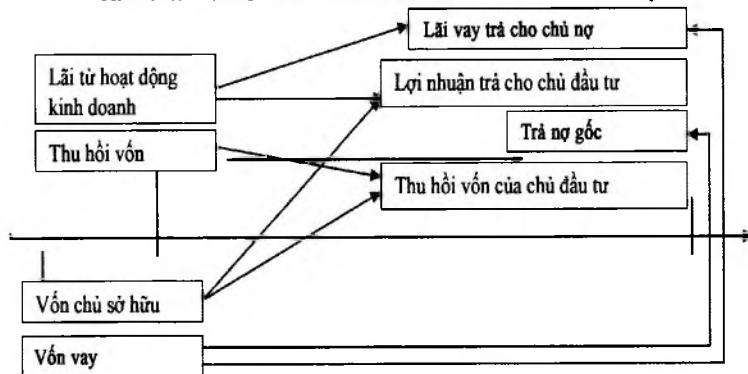 Lãi vay trả cho chủ nợ
Lãi từ hoạt động
kinh doanh
Lợi nhuận trả cho chủ đầu tư
Trả nợ gốc
Thu hồi vốn
Thu hồi vốn của chủ đầu tư
Vốn chủ sở hữu
Vốn vay